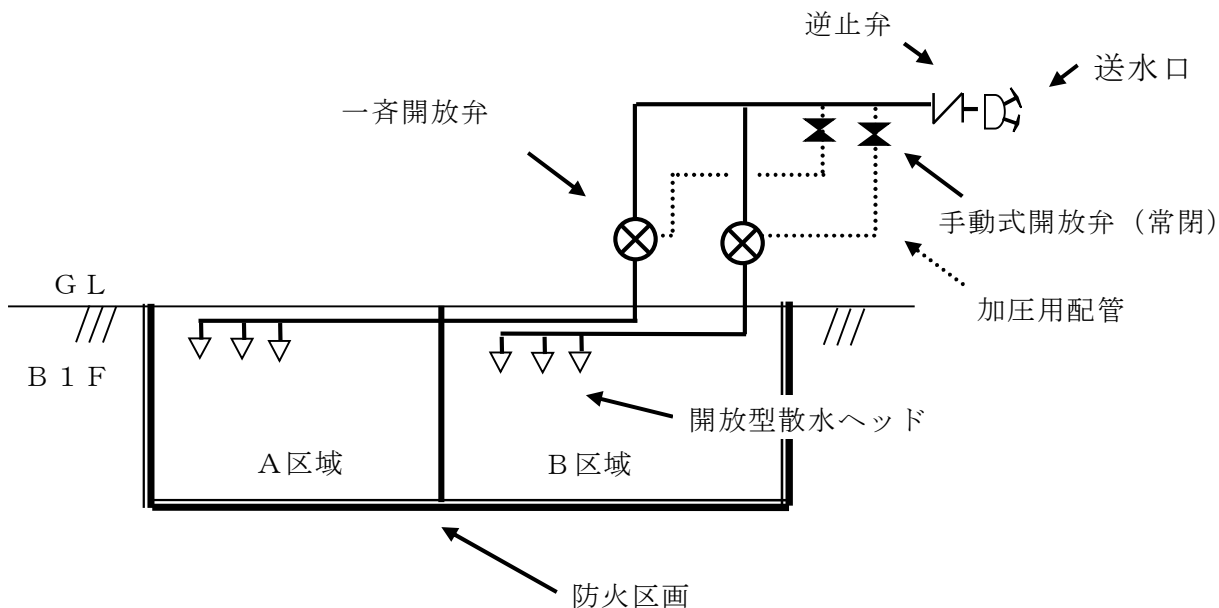 逆止弁
送水口
一斉開放弁
手動式開放弁（常閉）
ＧＬ
加圧用配管
Ｂ１Ｆ
開放型散水ヘッド
Ａ区域
Ｂ区域
防火区画